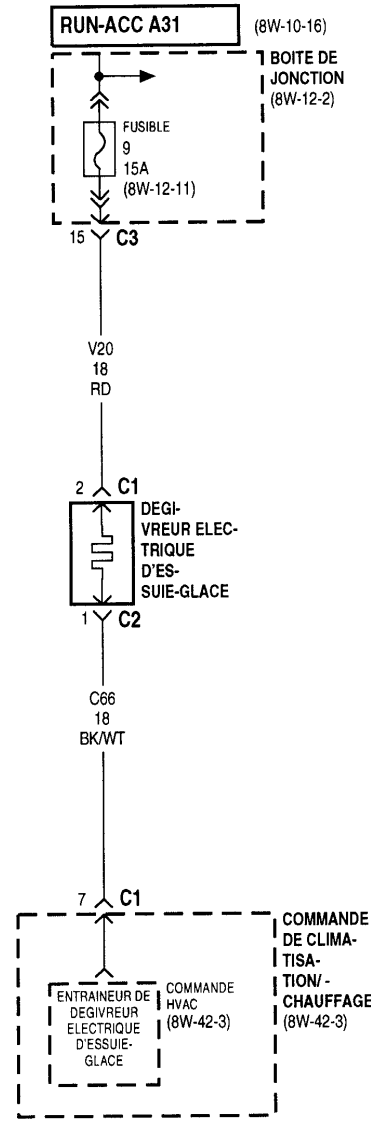 RUN-ACC A31
(8W-10-16)
BOITE DE
JONCTION
(8W-12-2)
FUSIBLE
9
15A
(8W-12-11)
15 C3
V20
18
RD
2 C1
DEGI-
VREUR ELEC-
TRIQUE
D'ES-
SUIE-GLACE
1 C2
C66
18
BK/WT
7 C1
COMMANDE
DE CLIMA-
TISA-
TION/ -
CHAUFFAGE
(8W-42-3)
COMMANDE
HVAC
(8W-42-3)
ENTRAINEUR DE
DEGIVREUR
ELECTRIQUE
D'ESSUIE-
GLACE